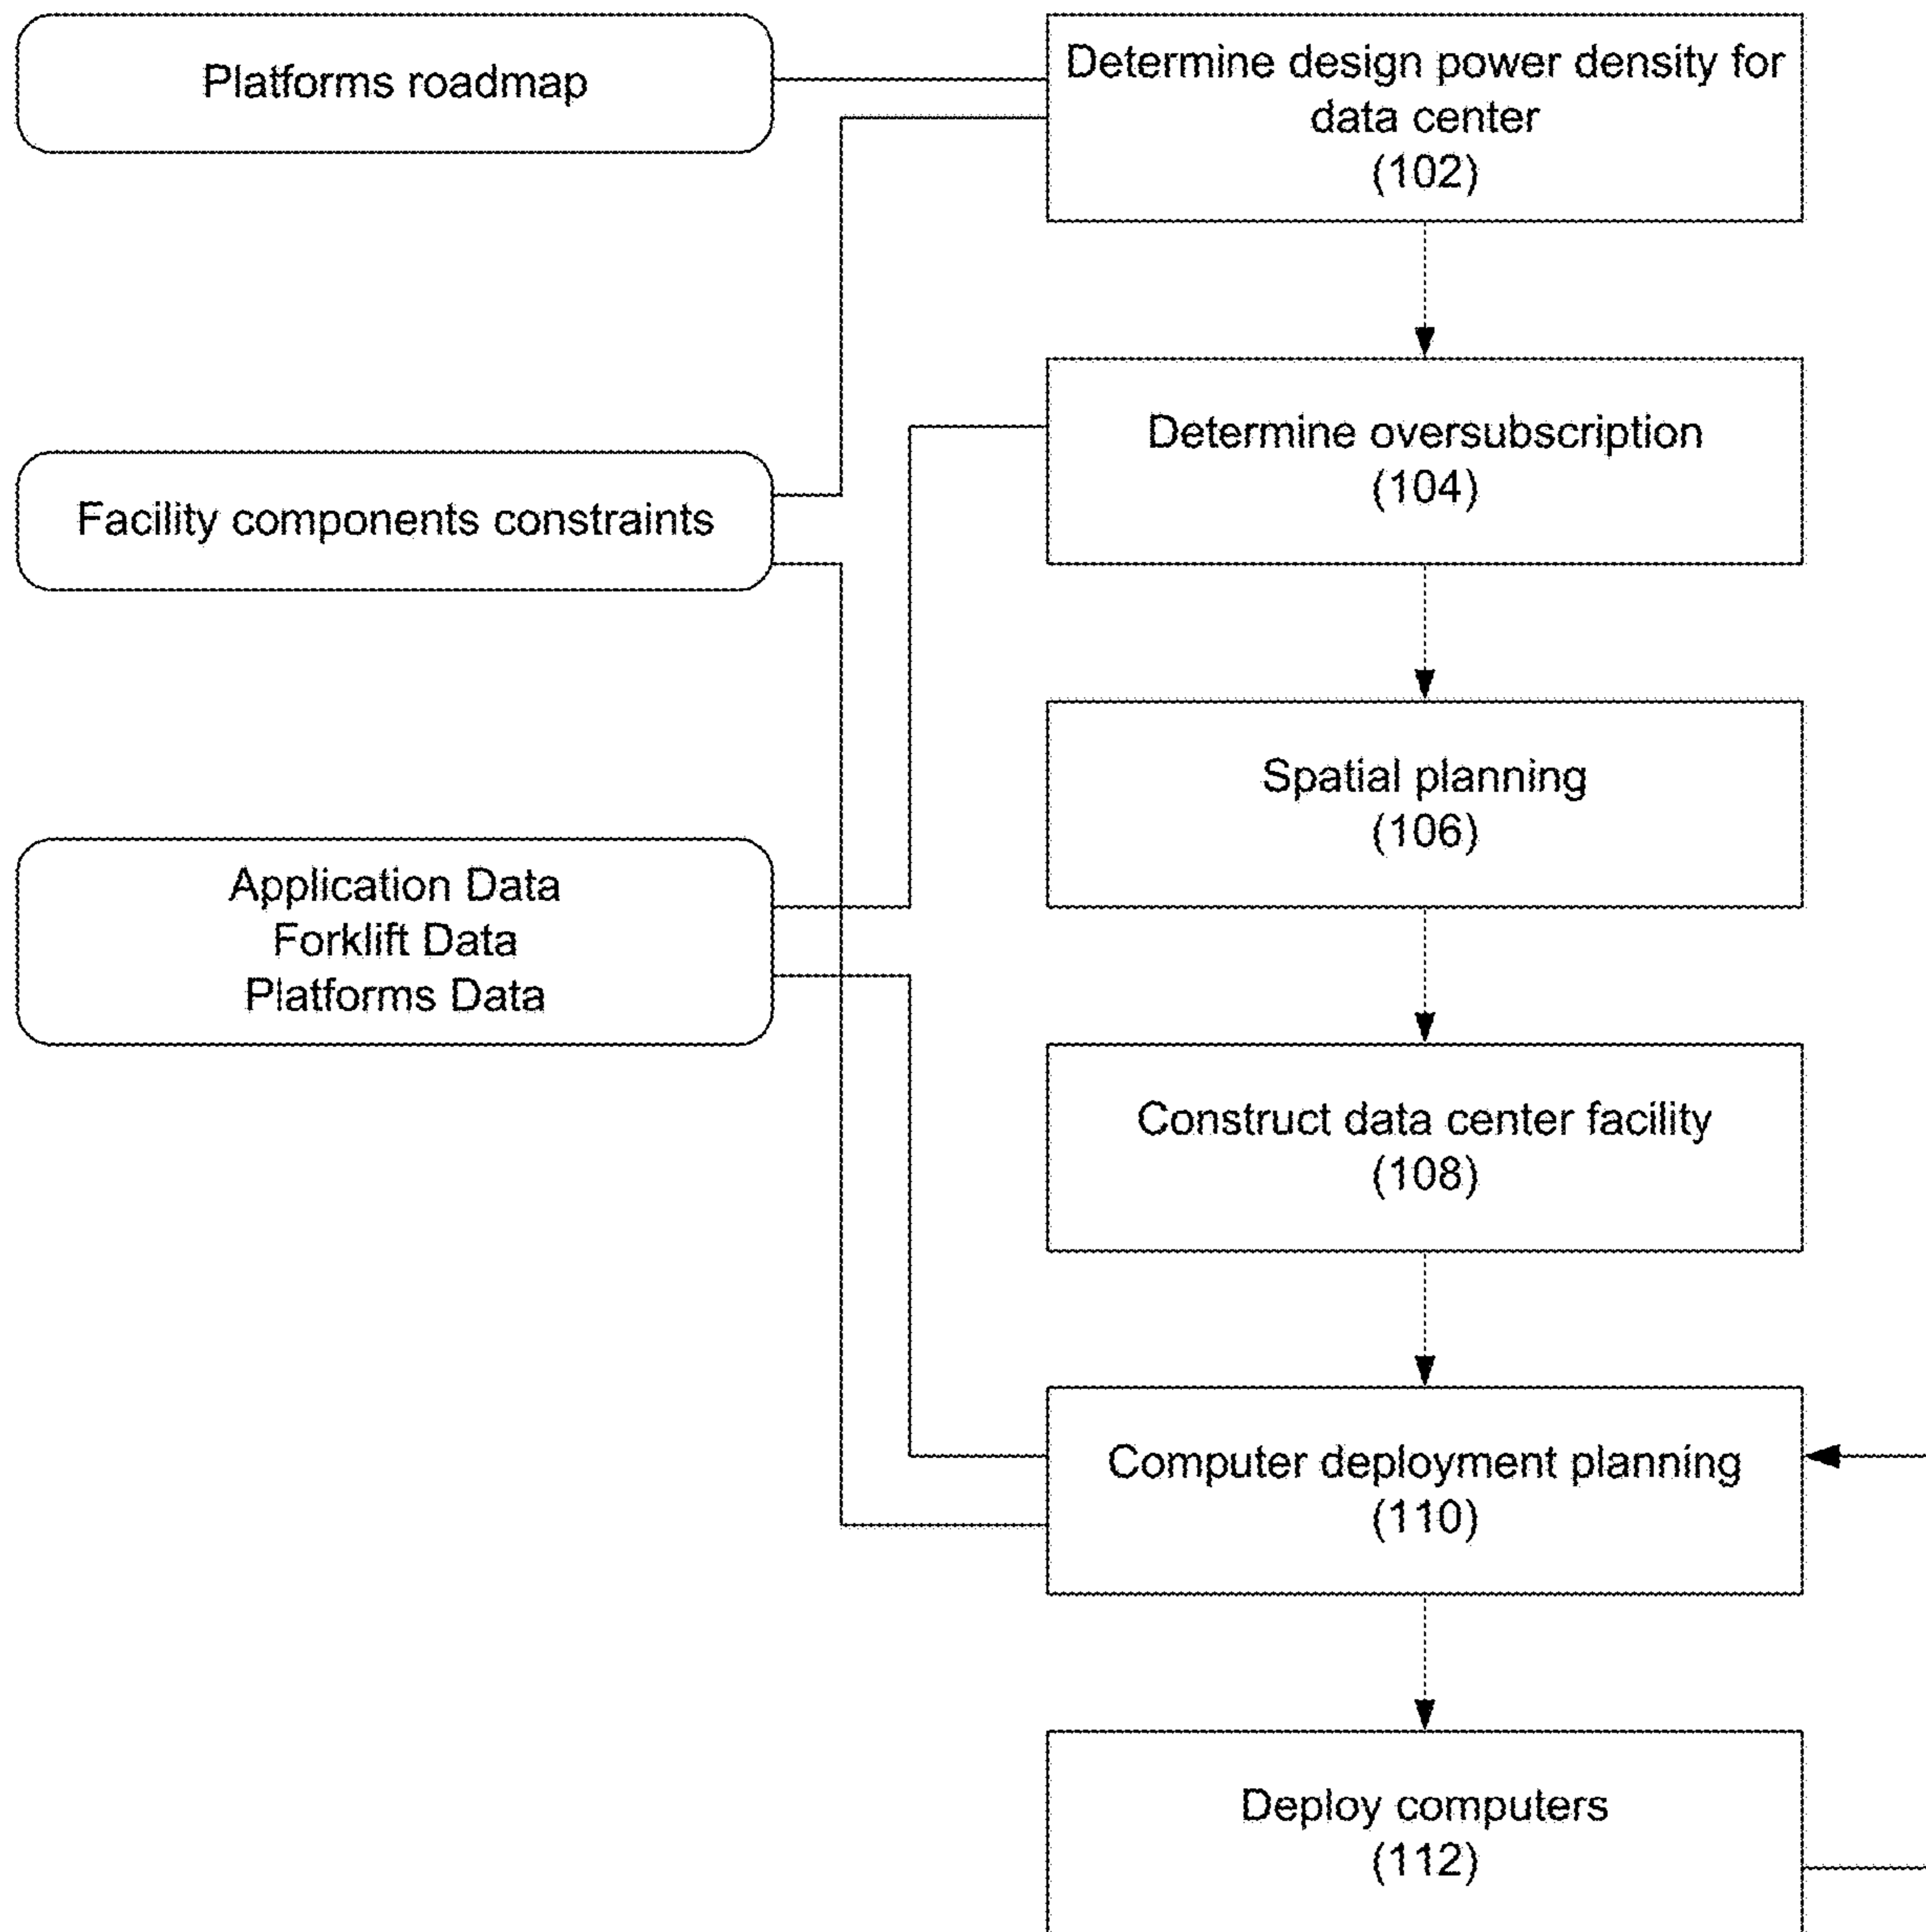 Platforms roadmap
Determine design power density for
data center
(102)
Facility components constraints
Determine oversubscription
(104)
Spatial planning
(106)
Application Data
Forklift Data
Platforms Data
Construct data center facility
(108)
Computer deployment planning
(110)
Deploy computers
(112)